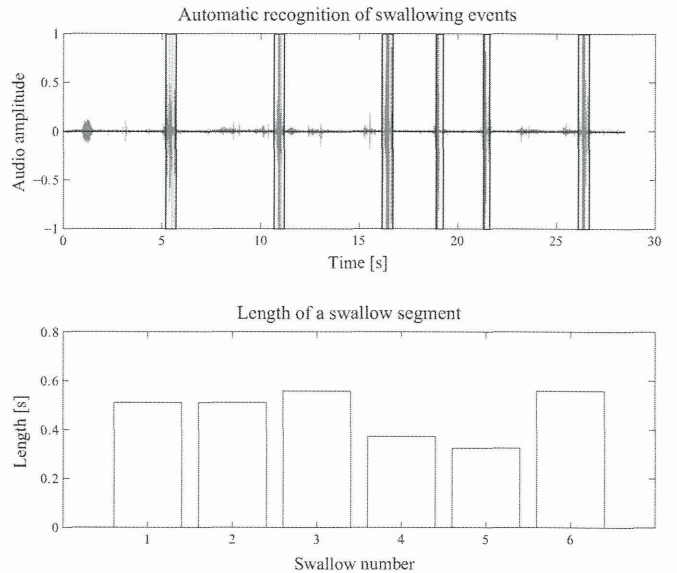 Automatic recognition of swallowing events
1
0.5
0
−0.5
−1
Audio amplitude
0 5 10 15 20 25 30
Time [s]
Length of a swallow segment
0.8
0.6
0.4
0.2
0
Length [s]
1 2 3 4 5 6
Swallow number